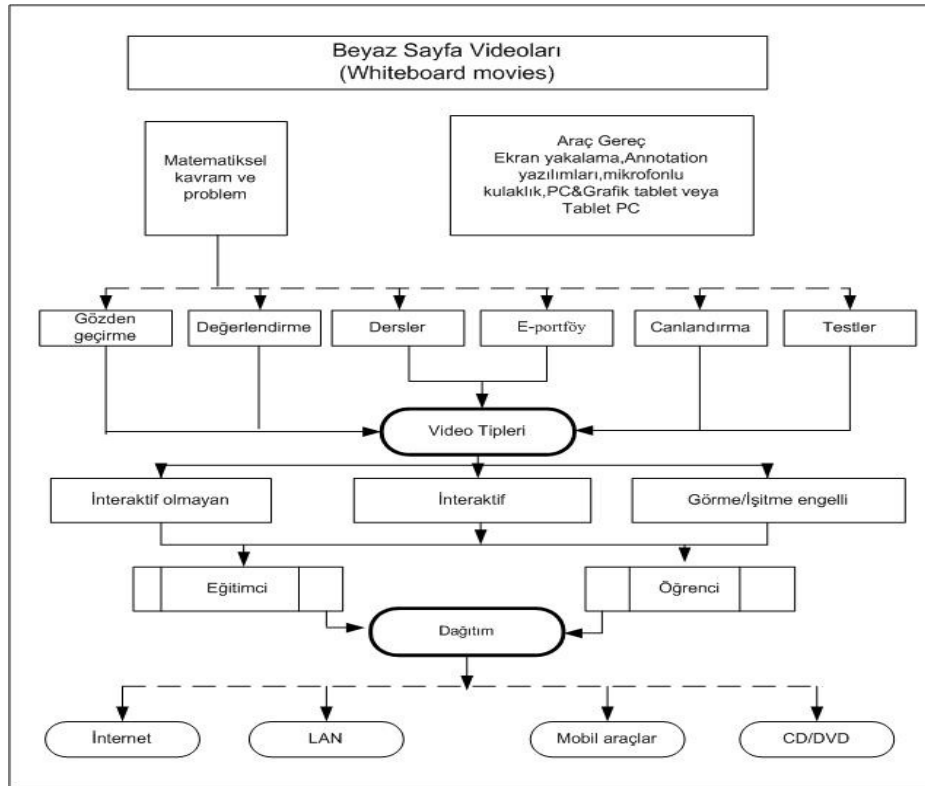 Beyaz Sayfa Videoları
(Whiteboard movies)
Matematiksel
kavram ve
problem
Araç Gereç
Ekran yakalama,Annotation
yazılımları,mikrofonlu
kulaklık,PC&Grafik tablet veya
Tablet PC
Gözden
geçirme
Değerlendirme
Dersler
E-portföy
Canlandırma
Testler
Video Tipleri
İnteraktif olmayan
İnteraktif
Görme/İşitme engelli
Eğitimci
Öğrenci
Dağıtım
İnternet
LAN
Mobil araçlar
CD/DVD